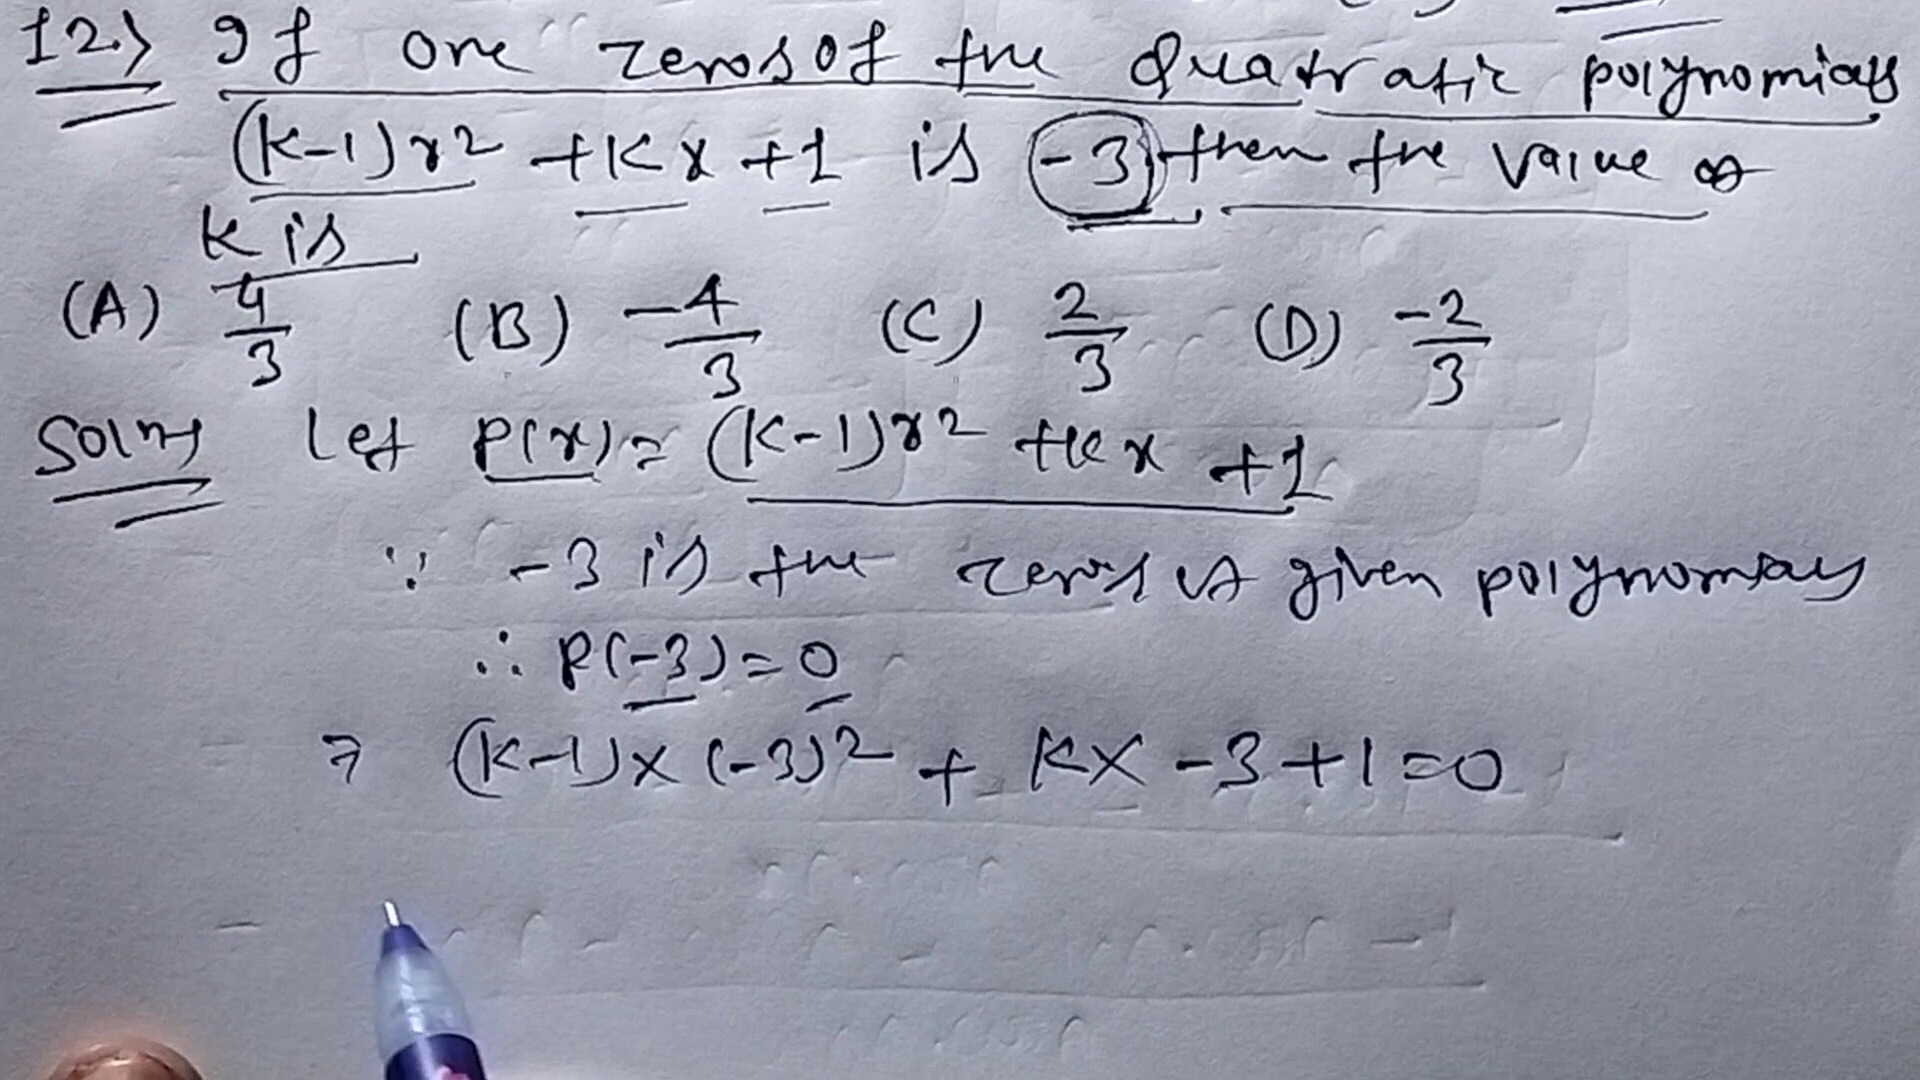 12.> If one zeros of the Quadratic polynomials
(K-1)x² +Kx +1 is -3 then the value of
K is
(A) 4/3 (B) -4/3 (C) 2/3 (D) -2/3
Soln> Let P(x) = (K-1)x² +Kx +1
∵ -3 is the zeros of given polynomials
∴ P(-3)=0
⇒ (K-1)×(-3)² + K×-3+1=0